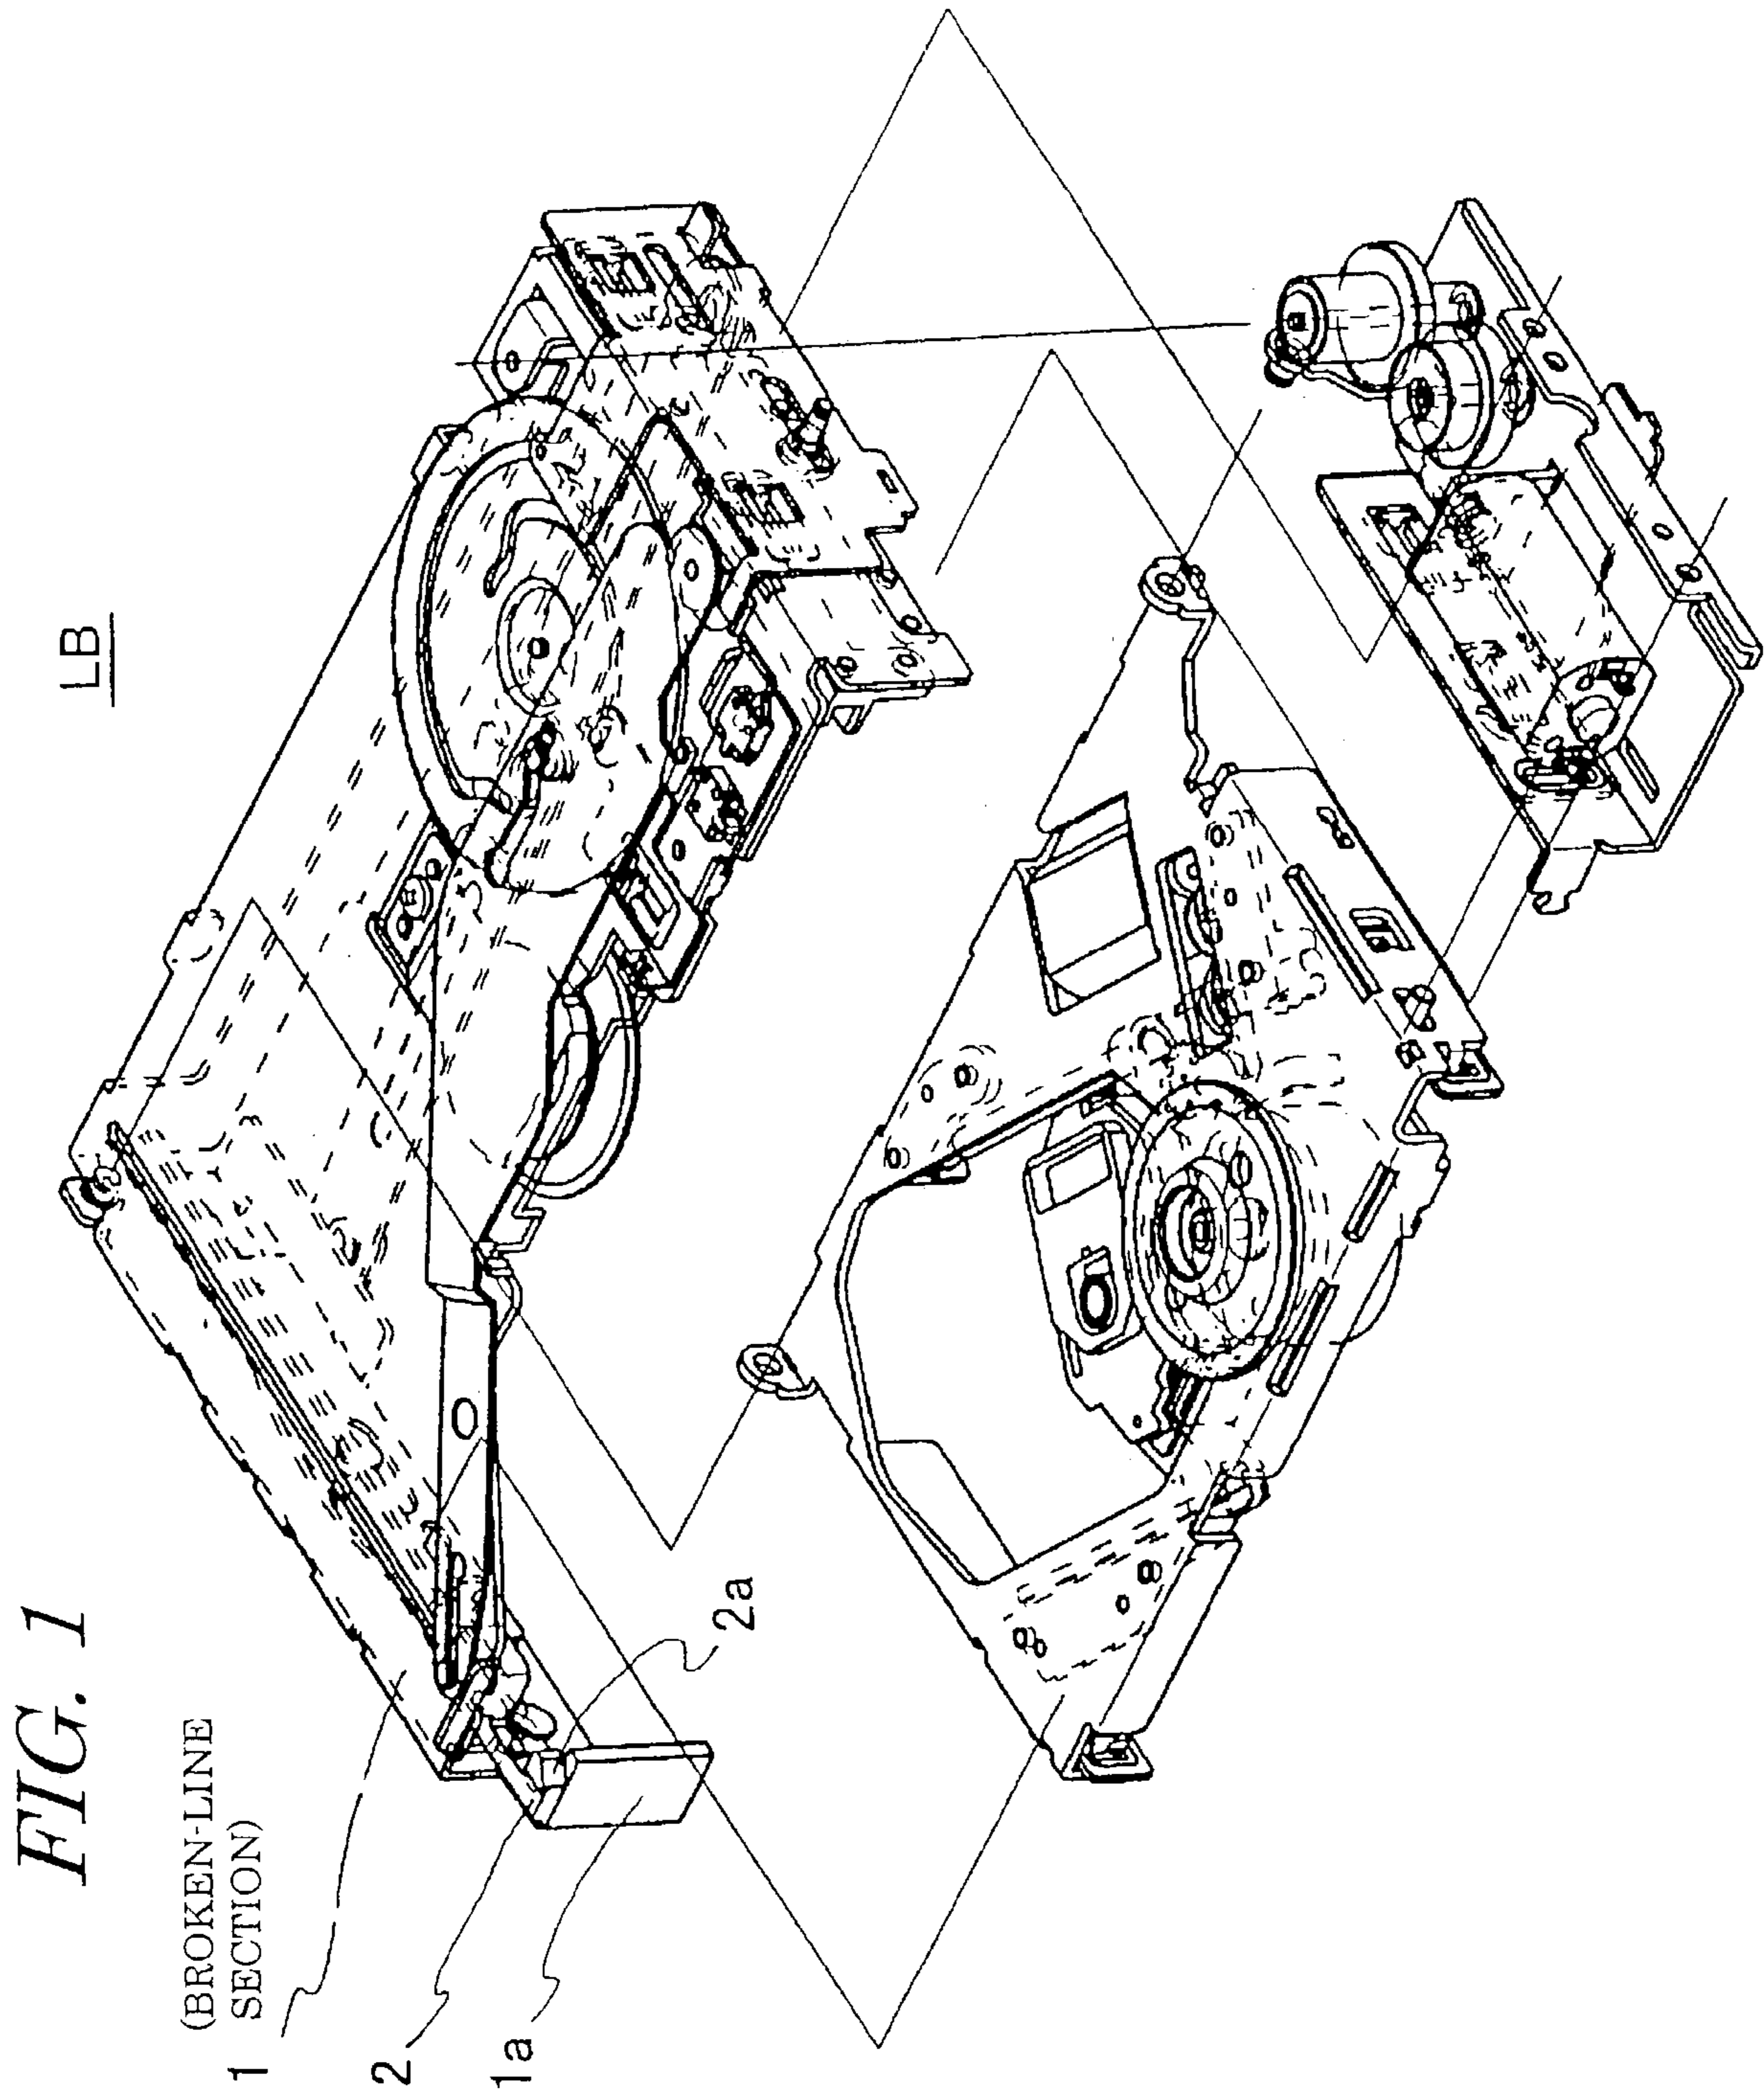 FIG. 1
LB
(BROKEN-LINE
SECTION)
1
2
1a
2a